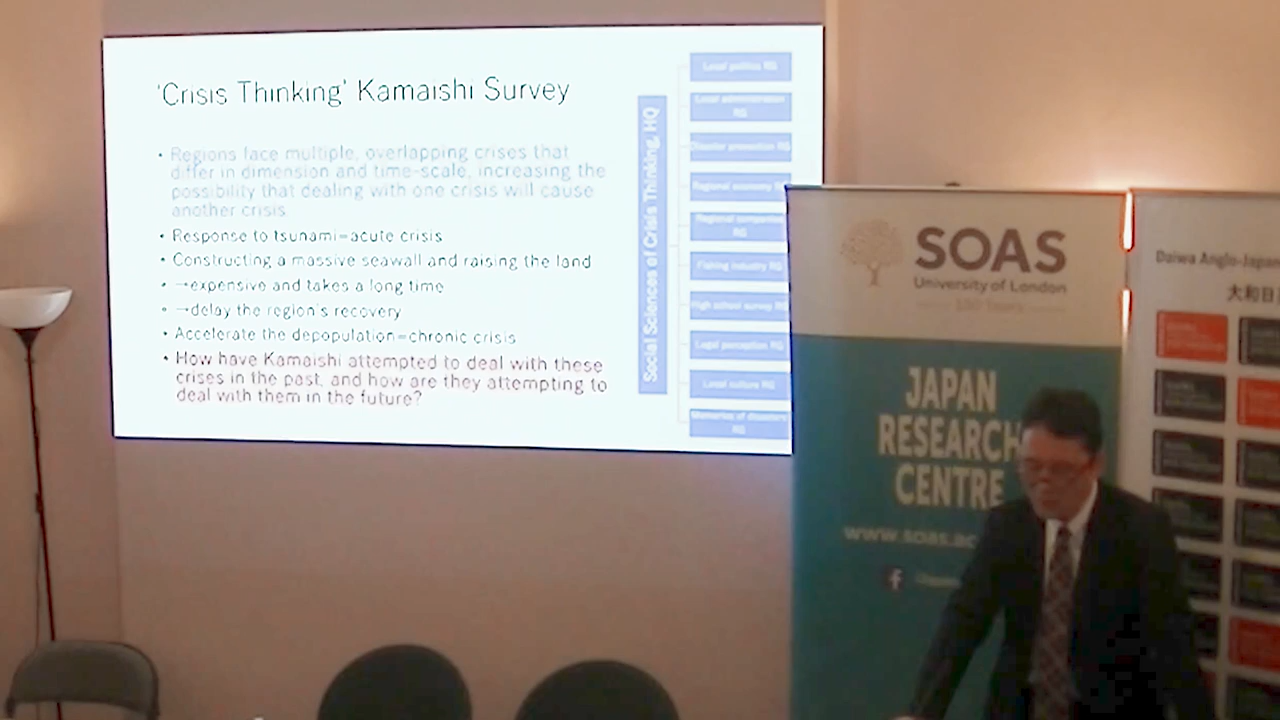 'Crisis Thinking' Kamaishi Survey
• Regions face multiple, overlapping crises that
differ in dimension and time-scale, increasing the
possibility that dealing with one crisis will cause
another crisis
• Response to tsunami=acute crisis
• Constructing a massive seawall and raising the land
• →expensive and takes a long time
• →delay the region's recovery
• Accelerate the depopulation=chronic crisis
• How have Kamaishi attempted to deal with these
crises in the past, and how are they attempting to
deal with them in the future?
Social Sciences of Crisis Thinking, HQ
Local politics RG
Local administration
RG
Disaster prevention RG
Regional economy
Regional companies
RG
Fishing industry RG
High school survey RG
Legal perception RG
Local culture RG
Memories of disasters
RG
SOAS
University of London
JAPAN
RESEARCH
CENTRE
www.soas.ac
f
Daiwa Anglo-Japan
大和日